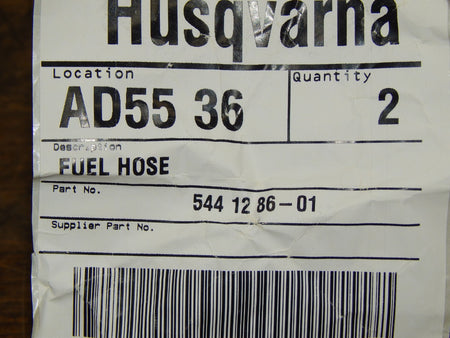 Husqvarna
Location Quantity
AD55 36 2
Description
FUEL HOSE
Part No.
544 12 86-01
Supplier Part No.